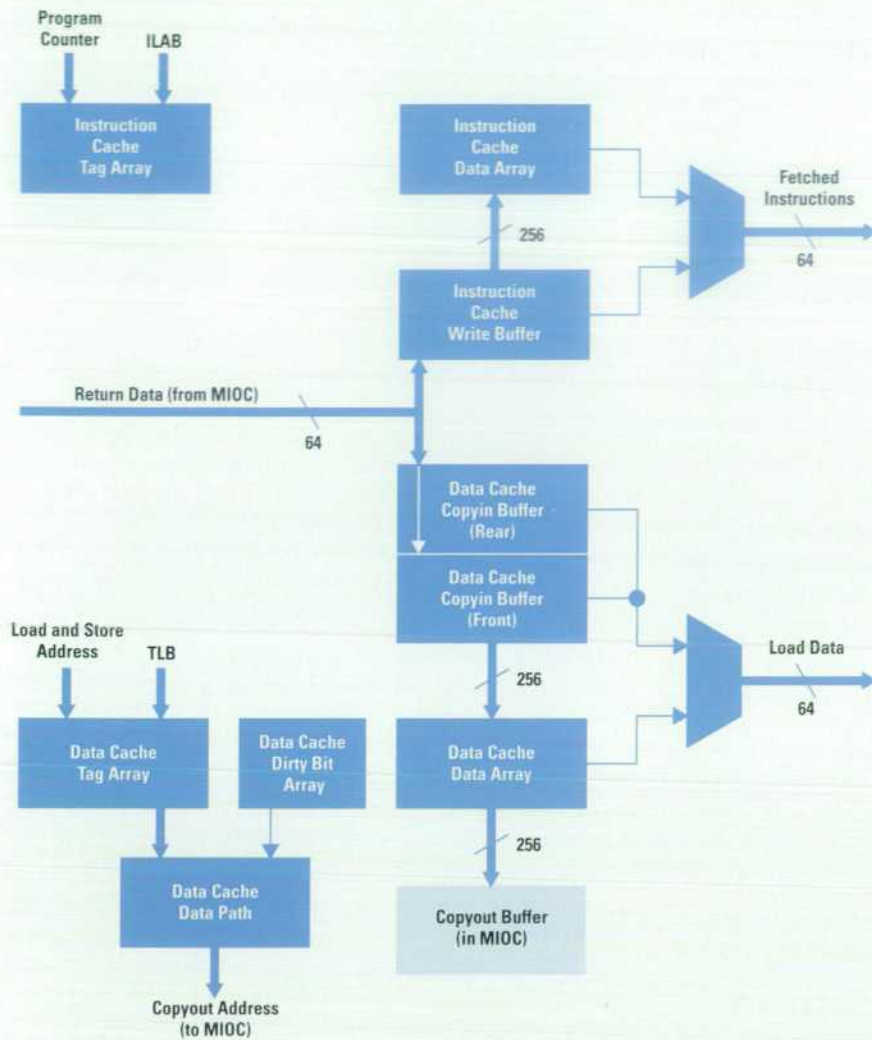 Program
Counter
ILAB
Instruction
Cache
Tag Array
Instruction
Cache
Data Array
Fetched
Instructions
64
256
Instruction
Cache
Write Buffer
Return Data (from MIOC)
64
Data Cache
Copyin Buffer
(Rear)
Data Cache
Copyin Buffer
(Front)
Load and Store
Address
TLB
Load Data
64
256
Data Cache
Tag Array
Data Cache
Dirty Bit
Array
Data Cache
Data Array
256
Data Cache
Data Path
Copyout Buffer
(in MIOC)
Copyout Address
(to MIOC)